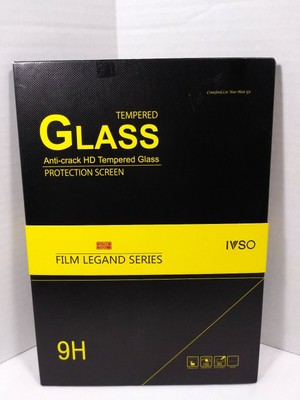 TEMPERED
GLASS
Anti-crack HD Tempered Glass
PROTECTION SCREEN
FILM LEGAND SERIES
IVSO
9H